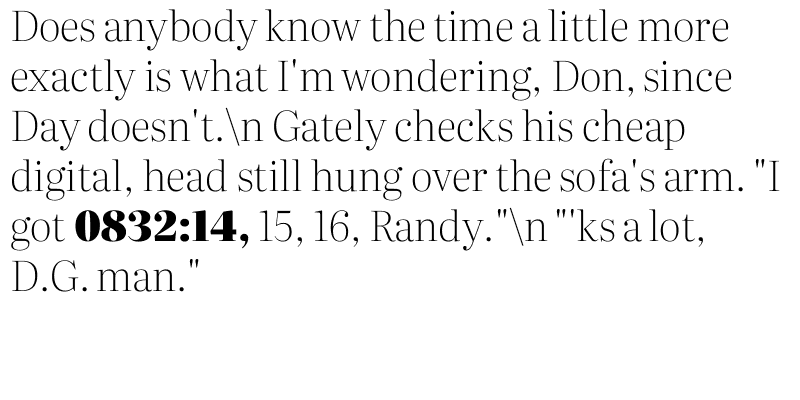 Does anybody know the time a little more
exactly is what I'm wondering, Don, since
Day doesn't.\n Gately checks his cheap
digital, head still hung over the sofa's arm. "I
got 0832:14, 15, 16, Randy."\n "'ks a lot,
D.G. man."